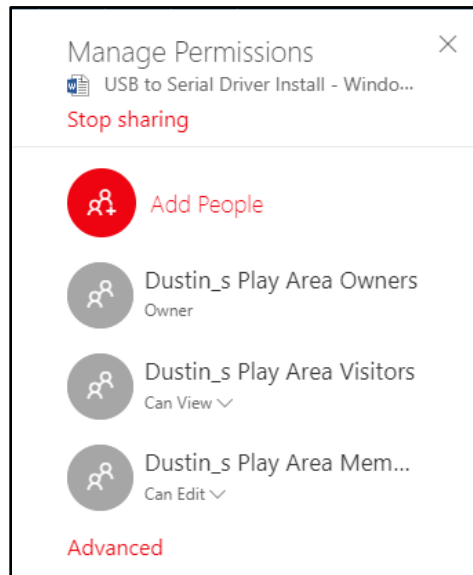 Manage Permissions
USB to Serial Driver Install - Windo...
Stop sharing
Add People
Dustin_s Play Area Owners
Owner
Dustin_s Play Area Visitors
Can View
Dustin_s Play Area Mem...
Can Edit
Advanced